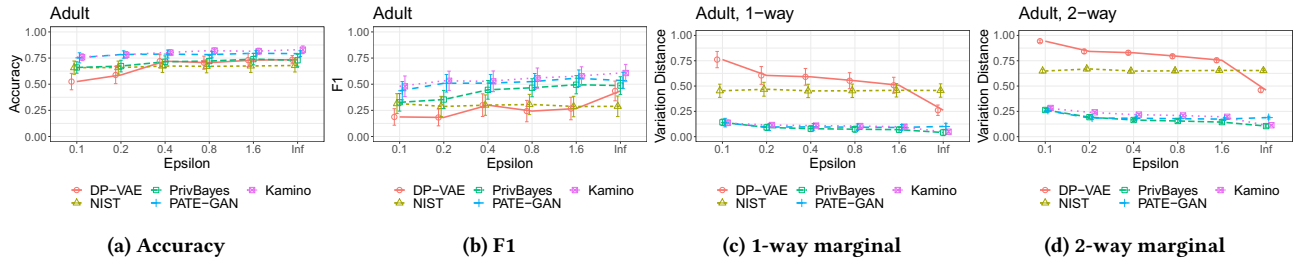 Adult
1.00
0.75
0.50
0.25
0.00
Accuracy
0.1 0.2 0.4 0.8 1.6 Inf
Epsilon
DP−VAE PrivBayes Kamino
NIST PATE−GAN
(a) Accuracy
Adult
1.00
0.75
0.50
0.25
0.00
F1
0.1 0.2 0.4 0.8 1.6 Inf
Epsilon
DP−VAE PrivBayes Kamino
NIST PATE−GAN
(b) F1
Adult, 1−way
1.00
0.75
0.50
0.25
0.00
Variation Distance
0.1 0.2 0.4 0.8 1.6 Inf
Epsilon
DP−VAE PrivBayes Kamino
NIST PATE−GAN
(c) 1-way marginal
Adult, 2−way
1.00
0.75
0.50
0.25
0.00
Variation Distance
0.1 0.2 0.4 0.8 1.6 Inf
Epsilon
DP−VAE PrivBayes Kamino
NIST PATE−GAN
(d) 2-way marginal